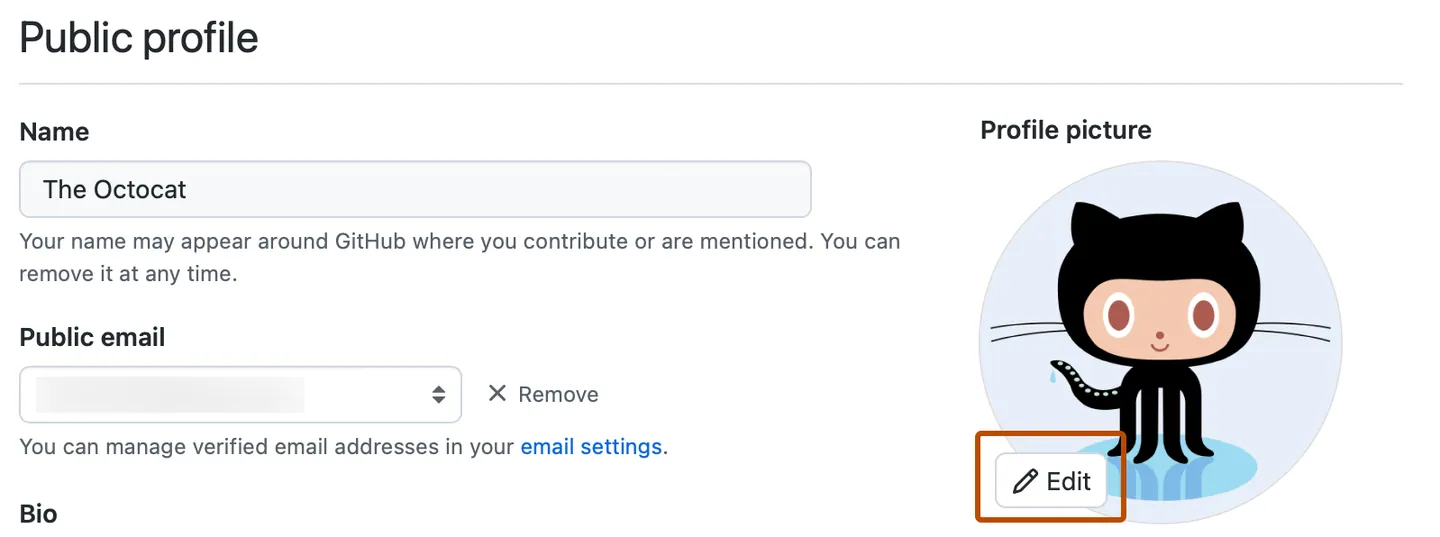 Public profile
Name
The Octocat
Your name may appear around GitHub where you contribute or are mentioned. You can
remove it at any time.
Public email
Remove
You can manage verified email addresses in your email settings.
Bio
Profile picture
Edit